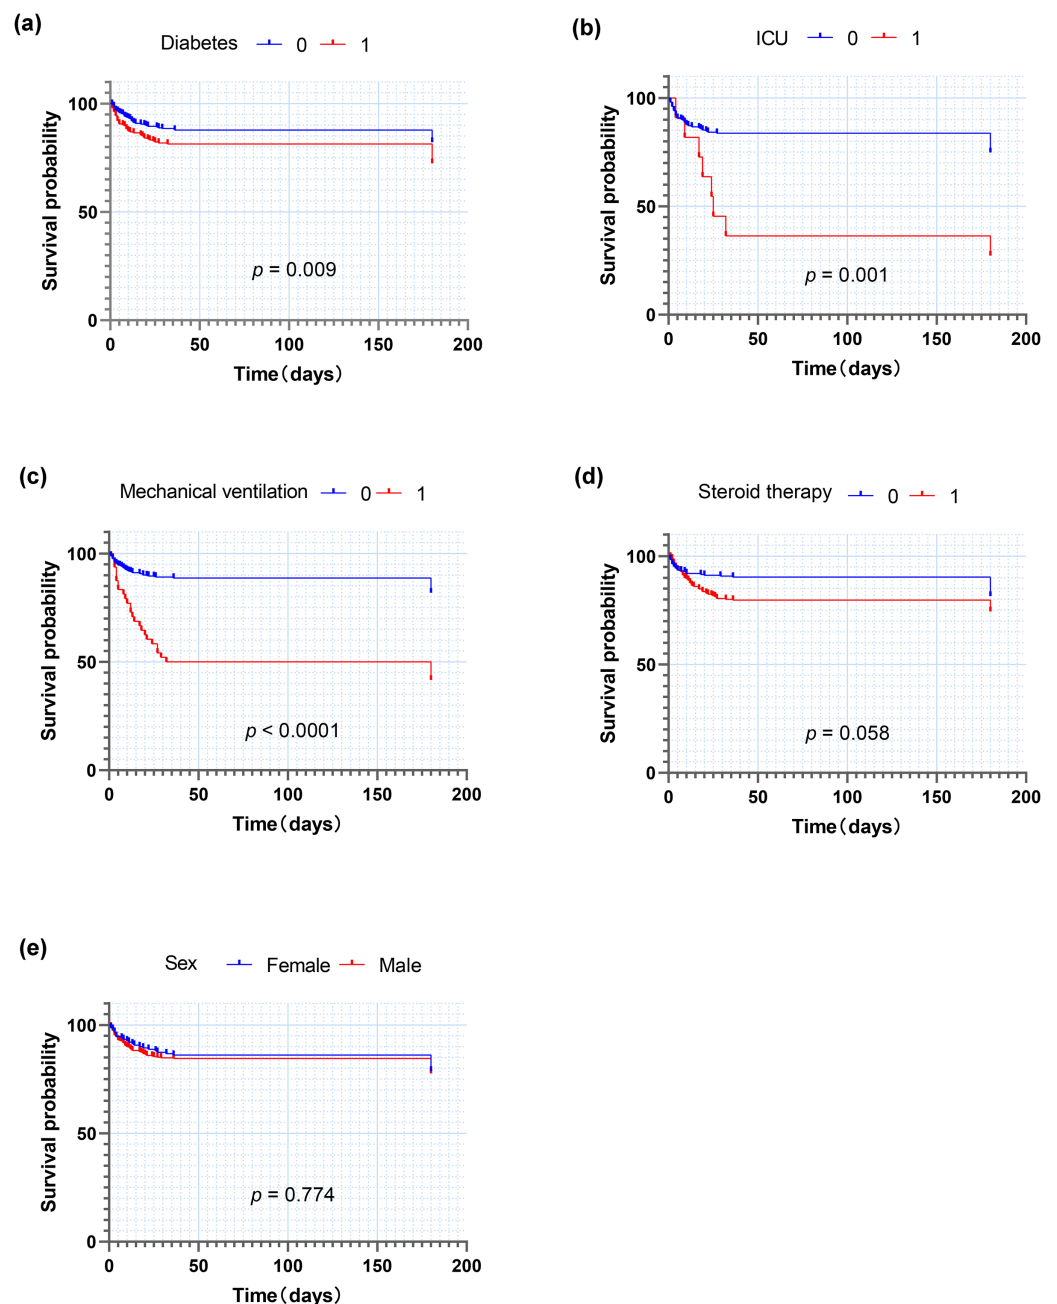 (a)
Diabetes 0 1
100
50
0
Survival probability
p = 0.009
0 50 100 150 200
Time（days）
(b)
ICU 0 1
100
50
0
Survival probability
p = 0.001
0 50 100 150 200
Time（days）
(c)
Mechanical ventilation 0 1
100
50
0
Survival probability
p < 0.0001
0 50 100 150 200
Time（days）
(d)
Steroid therapy 0 1
100
50
0
Survival probability
p = 0.058
0 50 100 150 200
Time（days）
(e)
Sex Female Male
100
50
0
Survival probability
p = 0.774
0 50 100 150 200
Time（days）